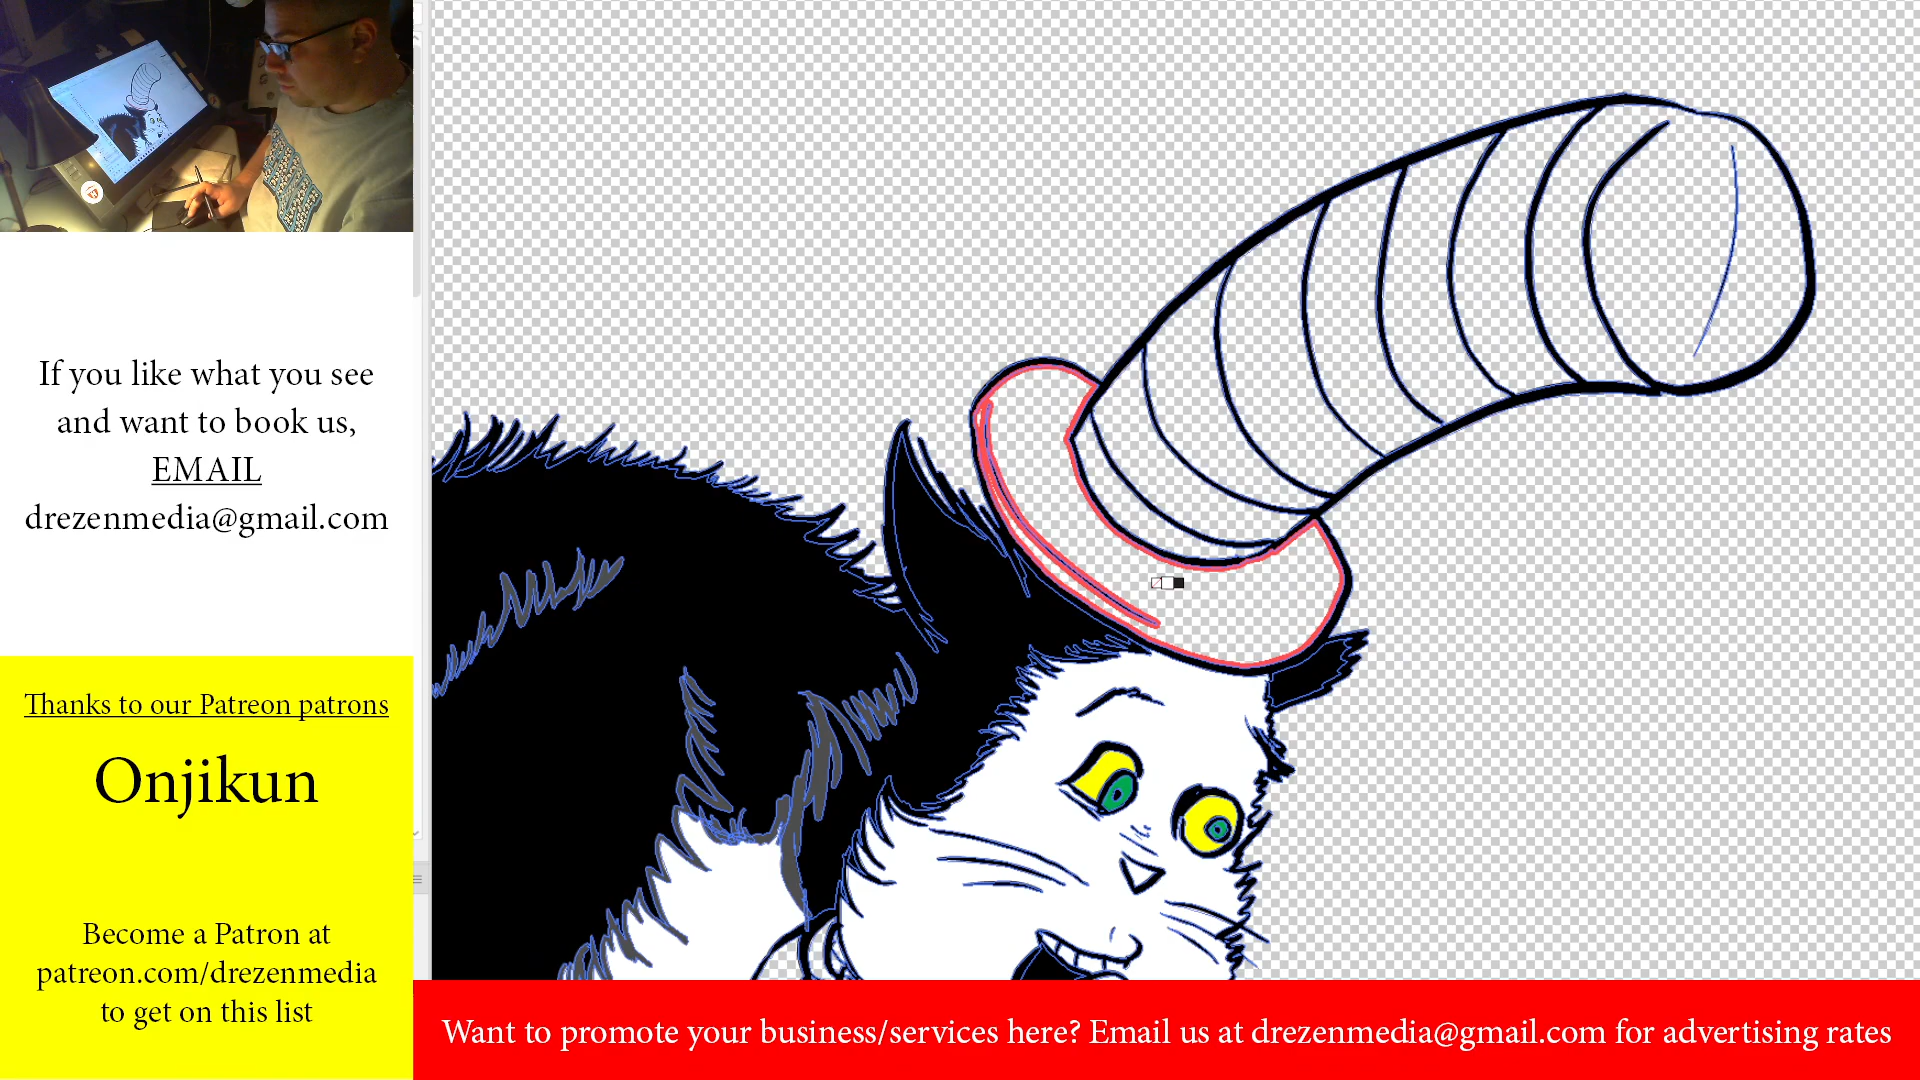 If you like what you see
and want to book us,
EMAIL
drezenmedia@gmail.com
Thanks to our Patreon patrons
Onjikun
Become a Patron at
patreon.com/drezenmedia
to get on this list
Want to promote your business/services here? Email us at drezenmedia@gmail.com for advertising rates